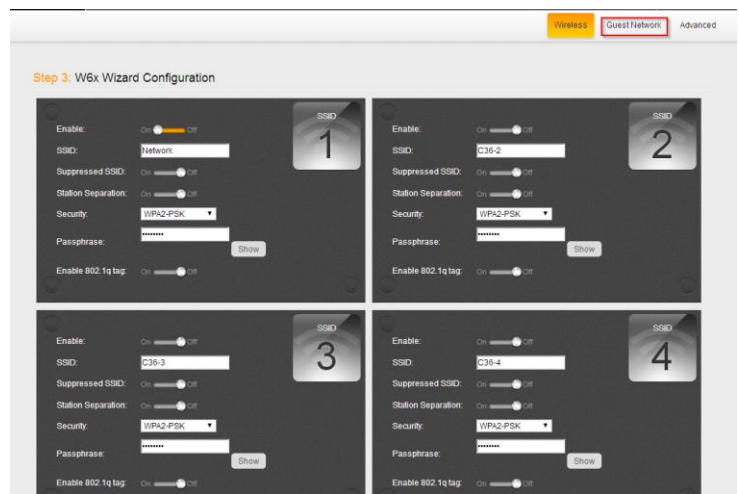 Wireless Guest Network Advanced
Step 3: W6x Wizard Configuration
SSID
1
Enable: On Off
SSID: Network
Suppressed SSID: On Off
Station Separation: On Off
Security: WPA2-PSK
Passphrase: ••••••••
Show
Enable 802.1q tag: On Off
SSID
2
Enable: On Off
SSID: C36-2
Suppressed SSID: On Off
Station Separation: On Off
Security: WPA2-PSK
Passphrase: ••••••••
Show
Enable 802.1q tag: On Off
SSID
3
Enable: On Off
SSID: C36-3
Suppressed SSID: On Off
Station Separation: On Off
Security: WPA2-PSK
Passphrase: ••••••••
Show
Enable 802.1q tag: On Off
SSID
4
Enable: On Off
SSID: C36-4
Suppressed SSID: On Off
Station Separation: On Off
Security: WPA2-PSK
Passphrase: ••••••••
Show
Enable 802.1q tag: On Off